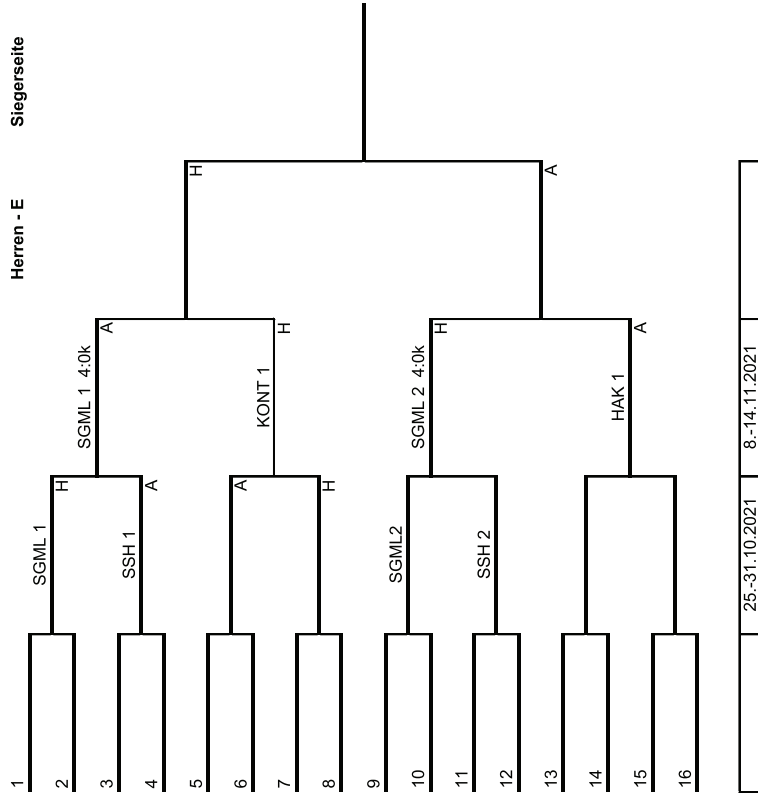 Herren - E Siegerseite
1
2
3
4
5
6
7
8
9
10
11
12
13
14
15
16
SGML 1
H
SSH 1
A
A
H
SGML2
SSH 2
SGML 1 4:0k
A
KONT 1
H
SGML 2 4:0k
H
HAK 1
A
H
A
25.-31.10.2021
8.-14.11.2021